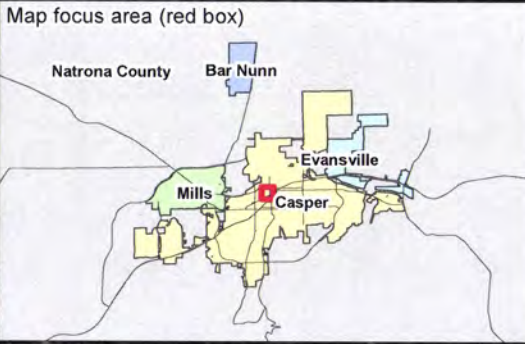 Map focus area (red box)
Natrona County
Bar Nunn
Evansville
Mills
Casper